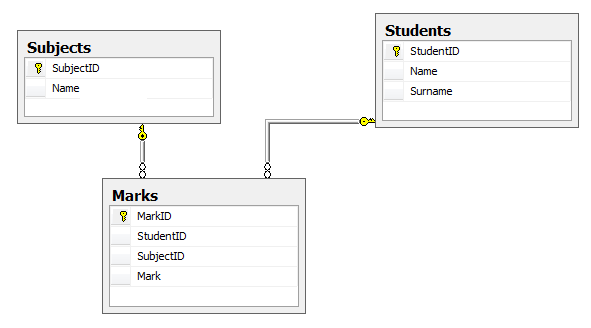 Subjects
SubjectID
Name
Students
StudentID
Name
Surname
Marks
MarkID
StudentID
SubjectID
Mark